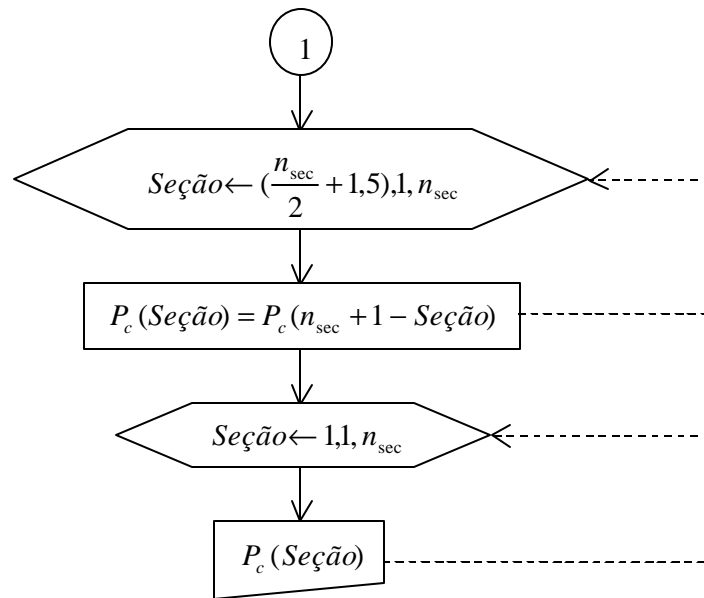 1
Seção ← (n_sec/2 + 1,5),1, n_sec
P_c (Seção) = P_c (n_sec + 1 − Seção)
Seção ← 1,1, n_sec
P_c (Seção)